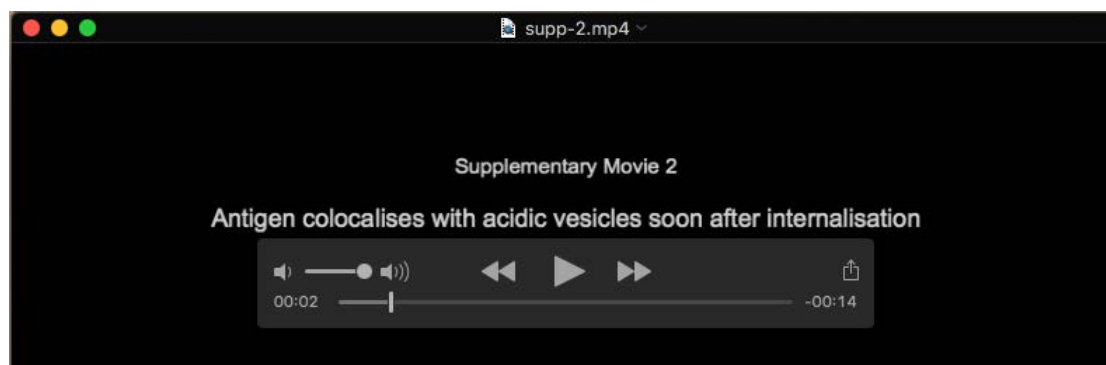 supp-2.mp4
Supplementary Movie 2
Antigen colocalises with acidic vesicles soon after internalisation
00:02 -00:14